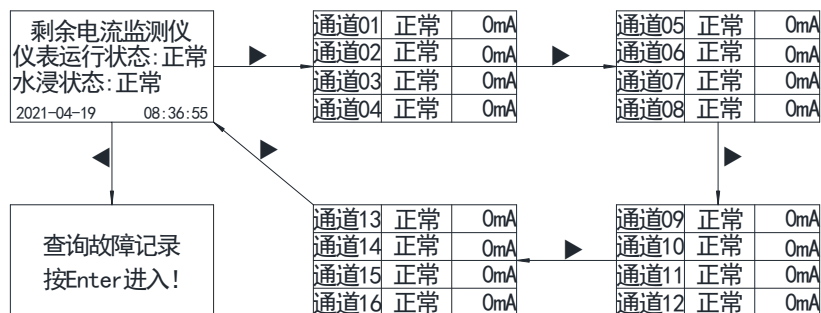 剩余电流监测仪
仪表运行状态:正常
水浸状态:正常
2021-04-19 08:36:55
通道01 正常 0mA
通道02 正常 0mA
通道03 正常 0mA
通道04 正常 0mA
通道05 正常 0mA
通道06 正常 0mA
通道07 正常 0mA
通道08 正常 0mA
查询故障记录
按Enter进入!
通道13 正常 0mA
通道14 正常 0mA
通道15 正常 0mA
通道16 正常 0mA
通道09 正常 0mA
通道10 正常 0mA
通道11 正常 0mA
通道12 正常 0mA